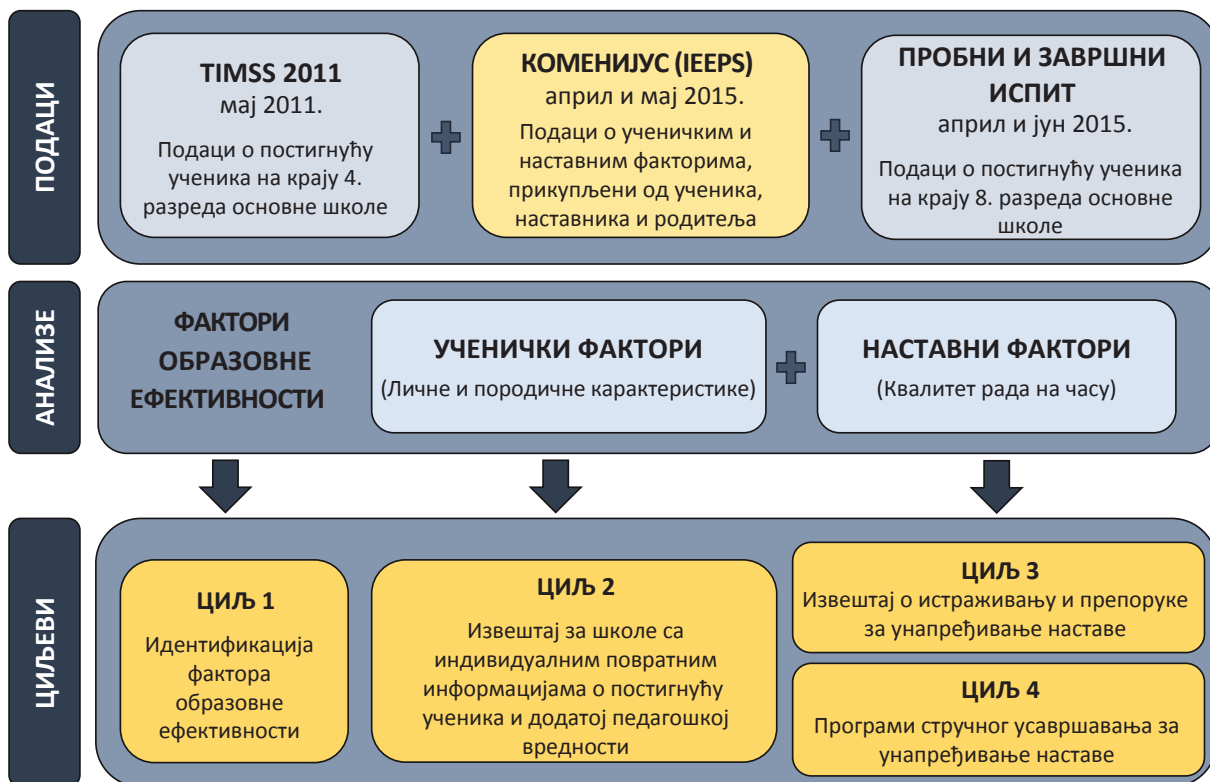 ПОДАЦИ
TIMSS 2011
мај 2011.
Подаци о постигнућу
ученика на крају 4.
разреда основне школе
КОМЕНИЈУС (IEEPS)
април и мај 2015.
Подаци о ученичким и
наставним факторима,
прикупљени од ученика,
наставника и родитеља
ПРОБНИ И ЗАВРШНИ
ИСПИТ
април и јун 2015.
Подаци о постигнућу ученика
на крају 8. разреда основне
школе
АНАЛИЗЕ
ФАКТОРИ
ОБРАЗОВНЕ
ЕФЕКТИВНОСТИ
УЧЕНИЧКИ ФАКТОРИ
(Личне и породичне карактеристике)
НАСТАВНИ ФАКТОРИ
(Квалитет рада на часу)
ЦИЉЕВИ
ЦИЉ 1
Идентификација
фактора
образовне
ефективности
ЦИЉ 2
Извештај за школе са
индивидуалним повратним
информацијама о постигнућу
ученика и додатој педагошкој
вредности
ЦИЉ 3
Извештај о истраживању и препоруке
за унапређивање наставе
ЦИЉ 4
Програми стручног усавршавања за
унапређивање наставе